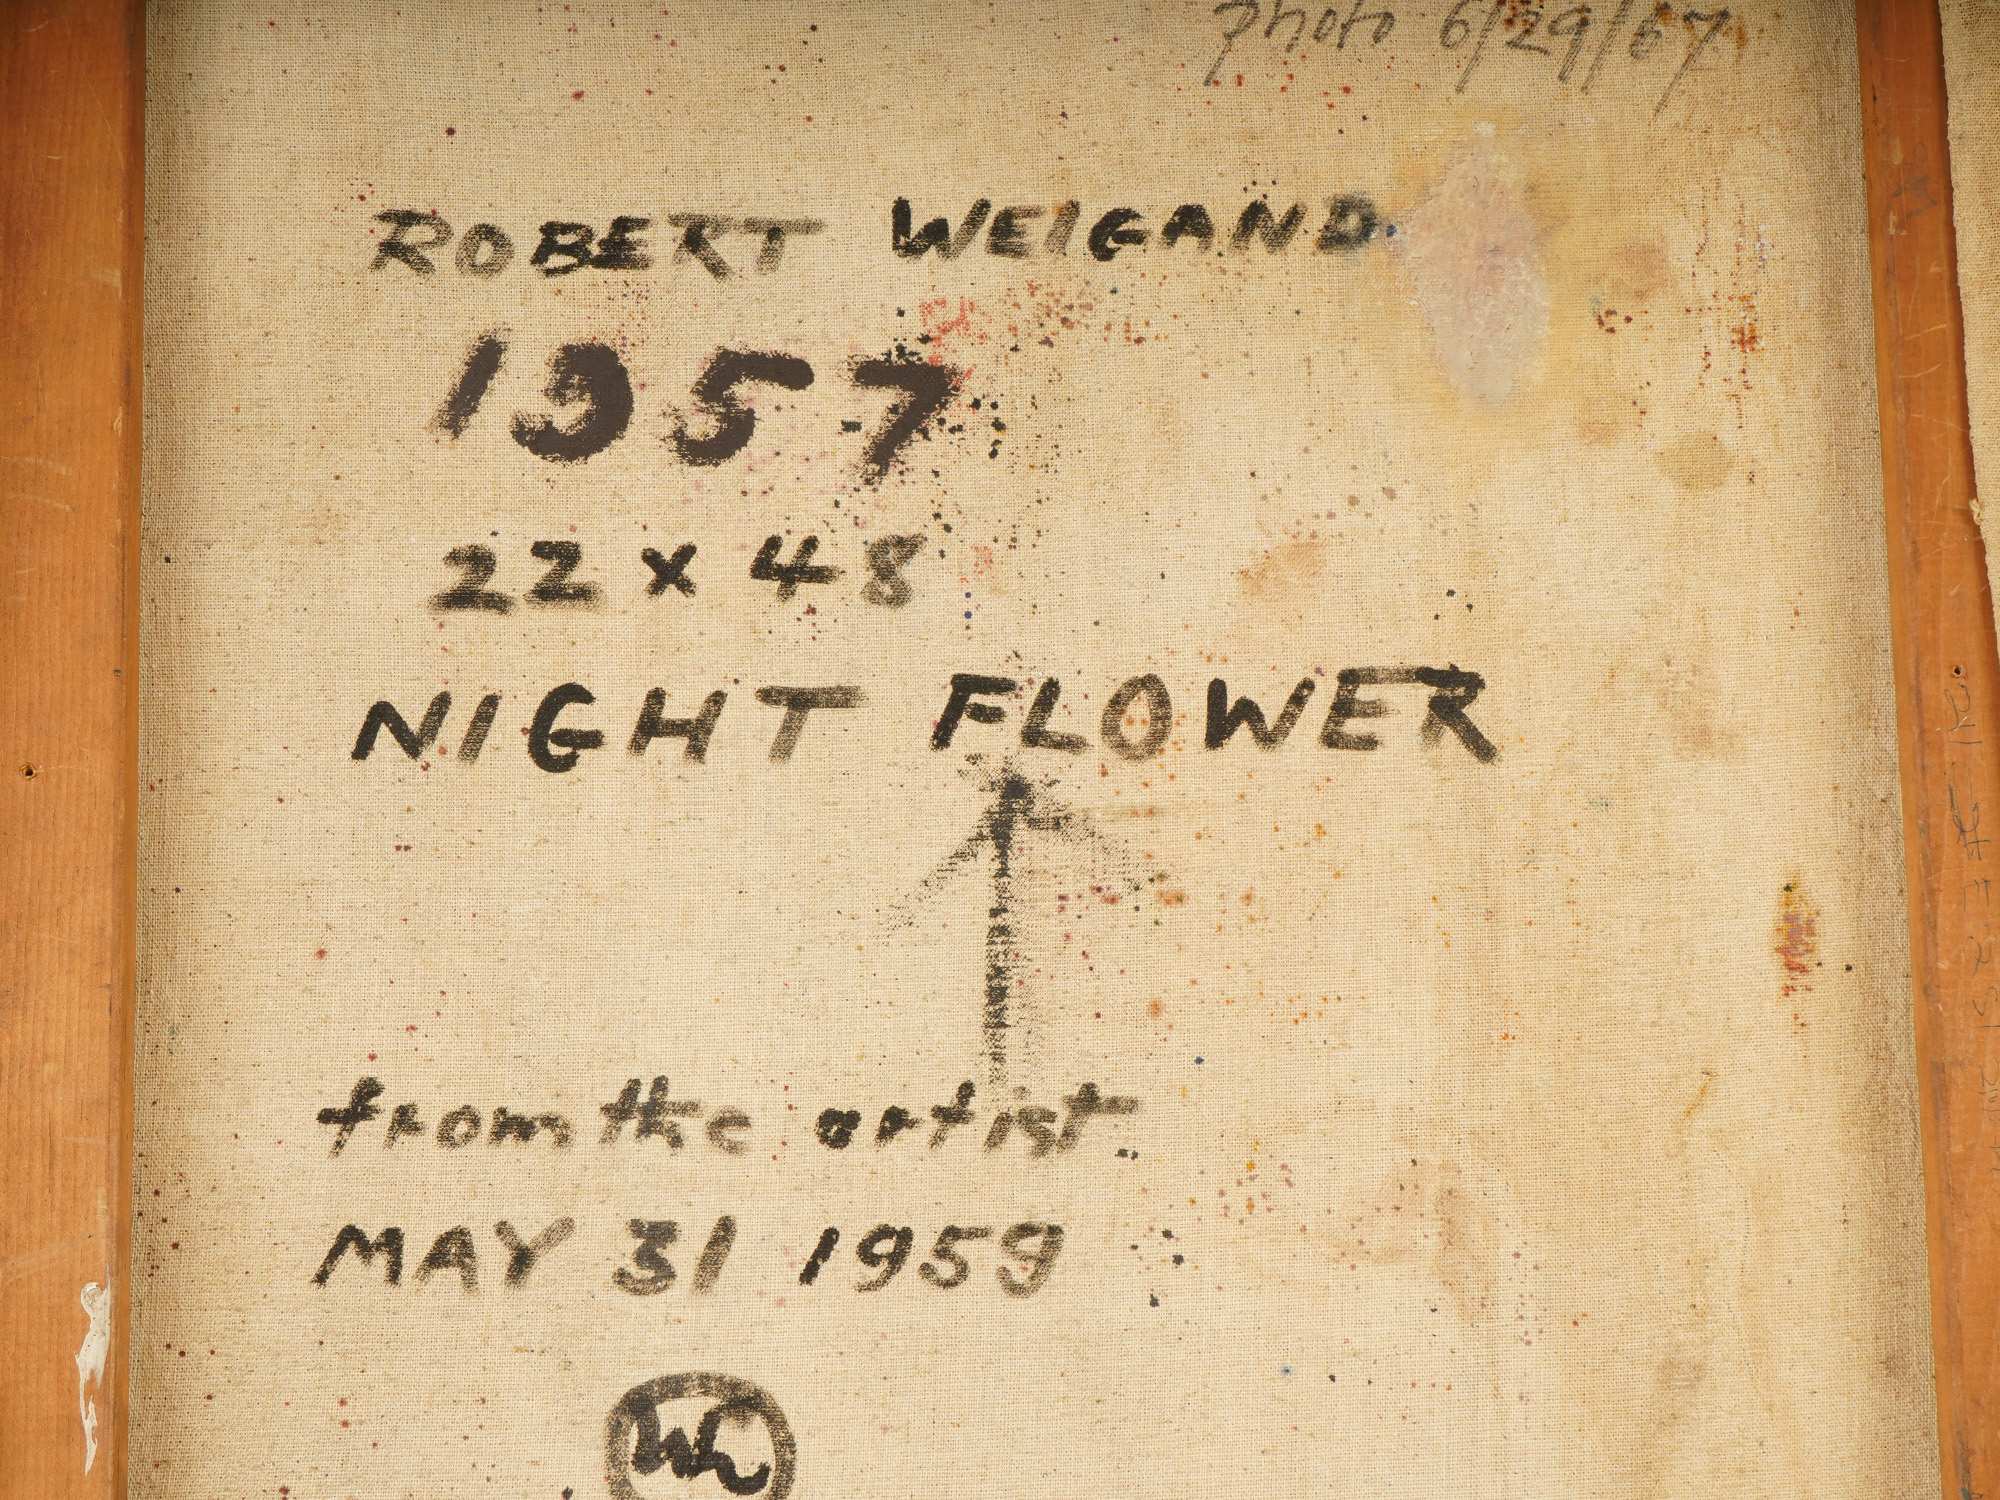 photo 6/29/67
ROBERT WEIGAND
1957
22 x 48
NIGHT FLOWER
from the artist
MAY 31 1959